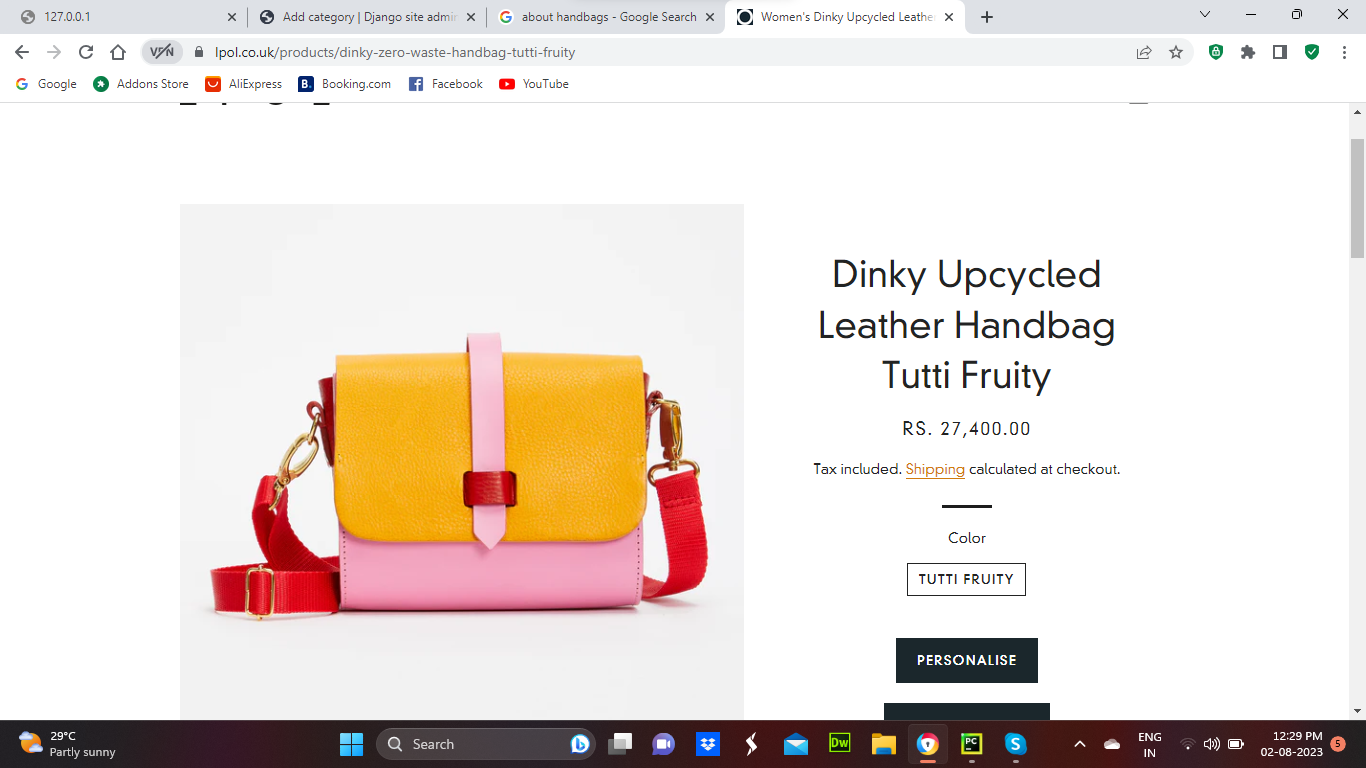 127.0.0.1
Add category | Django site admin
about handbags - Google Search
Women's Dinky Upcycled Leathe
VPN
lpol.co.uk/products/dinky-zero-waste-handbag-tutti-fruity
Google
Addons Store
AliExpress
B.
Booking.com
Facebook
YouTube
Dinky Upcycled
Leather Handbag
Tutti Fruity
RS. 27,400.00
Tax included. Shipping calculated at checkout.
Color
TUTTI FRUITY
PERSONALISE
29°C
Partly sunny
Search
Dw
PC
S
ENG
IN
12:29 PM
02-08-2023
5